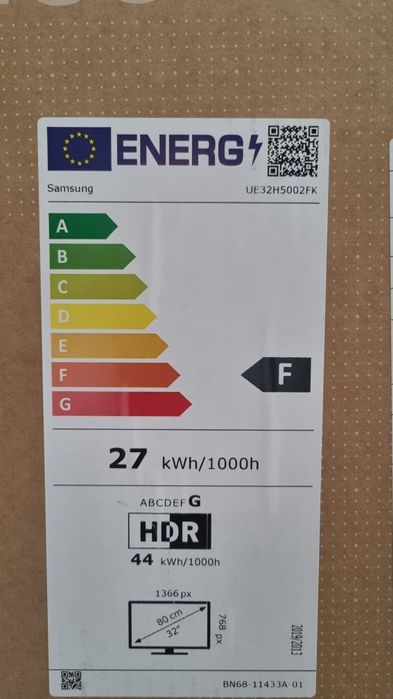 ENERG
Samsung UE32H5002FK
A
B
C
D
E
F
F
G
27 kWh/1000h
ABCDEFG
HDR
44 kWh/1000h
1366 px
80 cm
32"
768 px
2019/2013
BN68-11433A-01